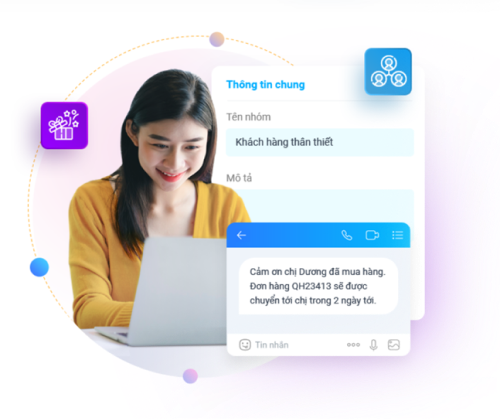 Thông tin chung
Tên nhóm
Khách hàng thân thiết
Mô tả
Cảm ơn chị Dương đã mua hàng.
Đơn hàng QH23413 sẽ được
chuyển tới chị trong 2 ngày tới.
Tin nhắn